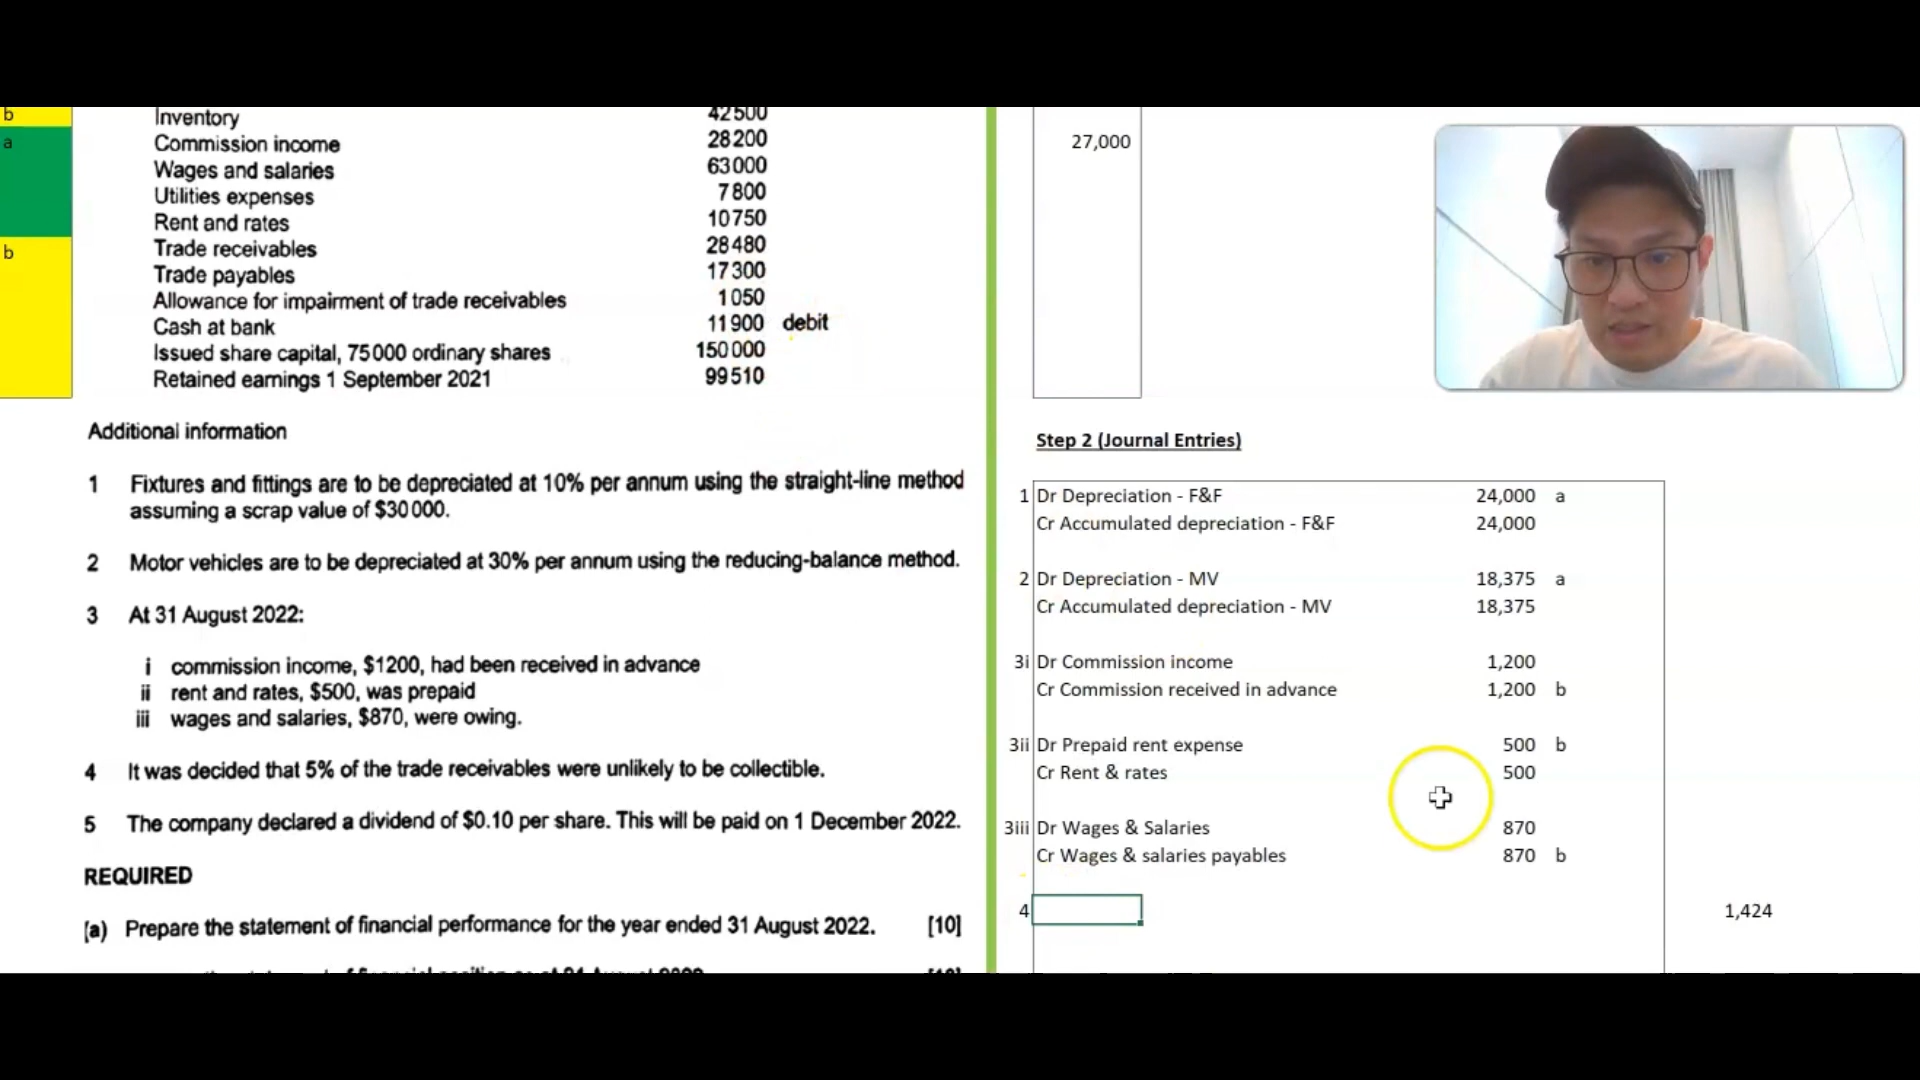 b
Inventory 42500
a
Commission income 28200
Wages and salaries 63000
Utilities expenses 7800
Rent and rates 10750
b
Trade receivables 28480
Trade payables 17300
Allowance for impairment of trade receivables 1050
Cash at bank 11900 debit
Issued share capital, 75000 ordinary shares 150000
Retained earnings 1 September 2021 99510
Additional information
1 Fixtures and fittings are to be depreciated at 10% per annum using the straight-line method
assuming a scrap value of $30000.
2 Motor vehicles are to be depreciated at 30% per annum using the reducing-balance method.
3 At 31 August 2022:
i commission income, $1200, had been received in advance
ii rent and rates, $500, was prepaid
iii wages and salaries, $870, were owing.
4 It was decided that 5% of the trade receivables were unlikely to be collectible.
5 The company declared a dividend of $0.10 per share. This will be paid on 1 December 2022.
REQUIRED
(a) Prepare the statement of financial performance for the year ended 31 August 2022. [10]
27,000
Step 2 (Journal Entries)
1 Dr Depreciation - F&F 24,000 a
Cr Accumulated depreciation - F&F 24,000
2 Dr Depreciation - MV 18,375 a
Cr Accumulated depreciation - MV 18,375
3i Dr Commission income 1,200
Cr Commission received in advance 1,200 b
3ii Dr Prepaid rent expense 500 b
Cr Rent & rates 500
3iii Dr Wages & Salaries 870
Cr Wages & salaries payables 870 b
4 1,424